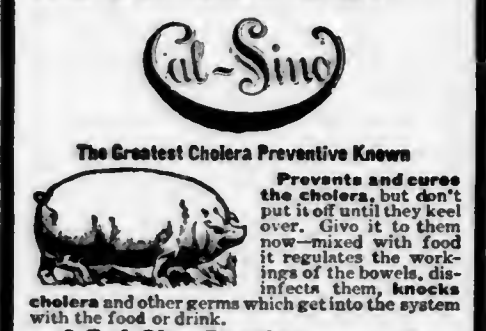 Cal-Sino
The Greatest Cholera Preventive Known
Prevents and cures
the cholera, but don't
put it off until they keel
over. Give it to them
now—mixed with food
it regulates the work-
ings of the bowels, dis-
infects them, knocks
cholera and other germs which get into the system
with the food or drink.